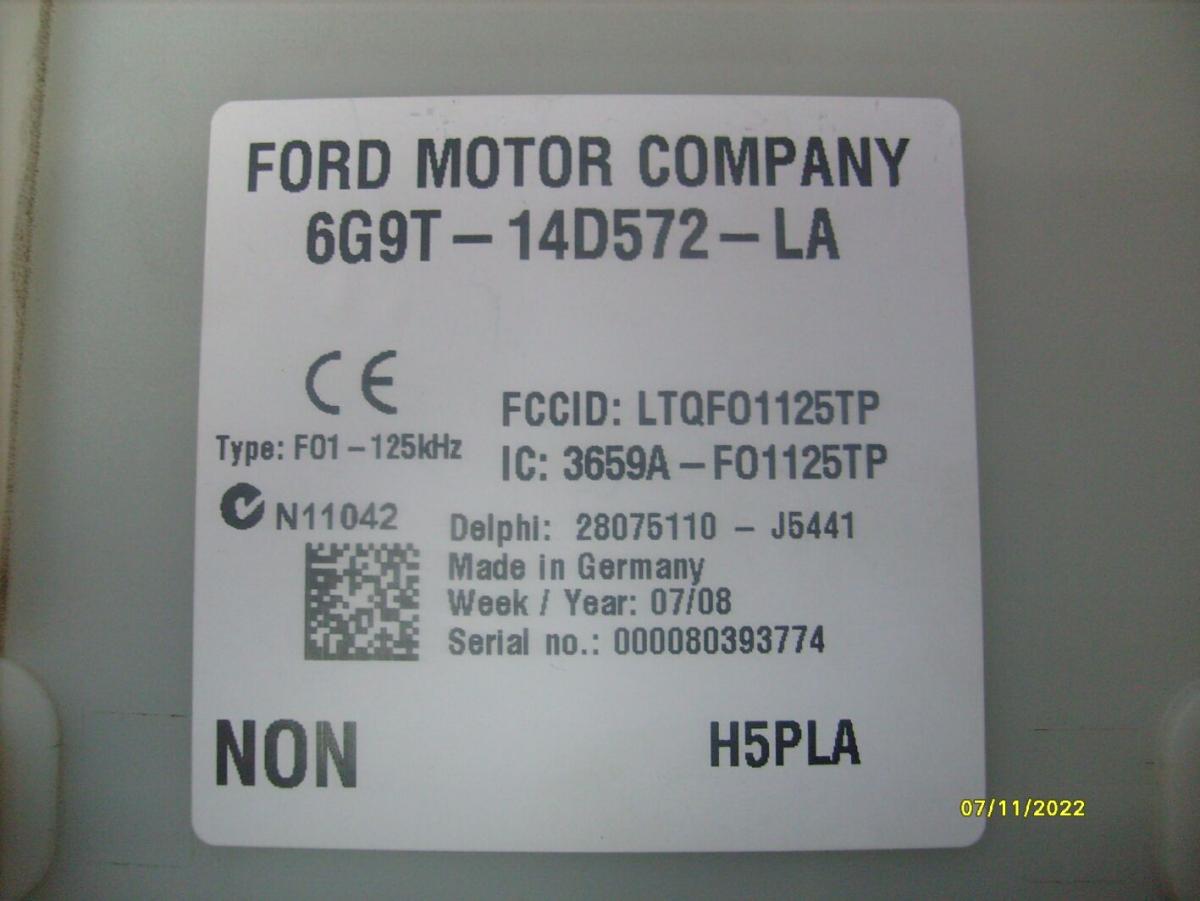 FORD MOTOR COMPANY
6G9T – 14D572 – LA
CE
FCCID: LTQFO1125TP
Type: FO1 – 125kHz
IC: 3659A – FO1125TP
N11042
Delphi: 28075110 – J5441
Made in Germany
Week / Year: 07/08
Serial no.: 000080393774
NON
H5PLA
07/11/2022